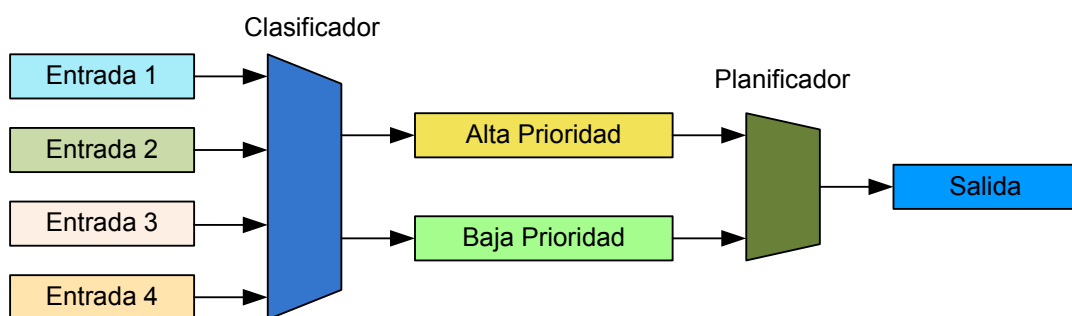 Clasificador
Entrada 1
Entrada 2
Entrada 3
Entrada 4
Alta Prioridad
Baja Prioridad
Planificador
Salida